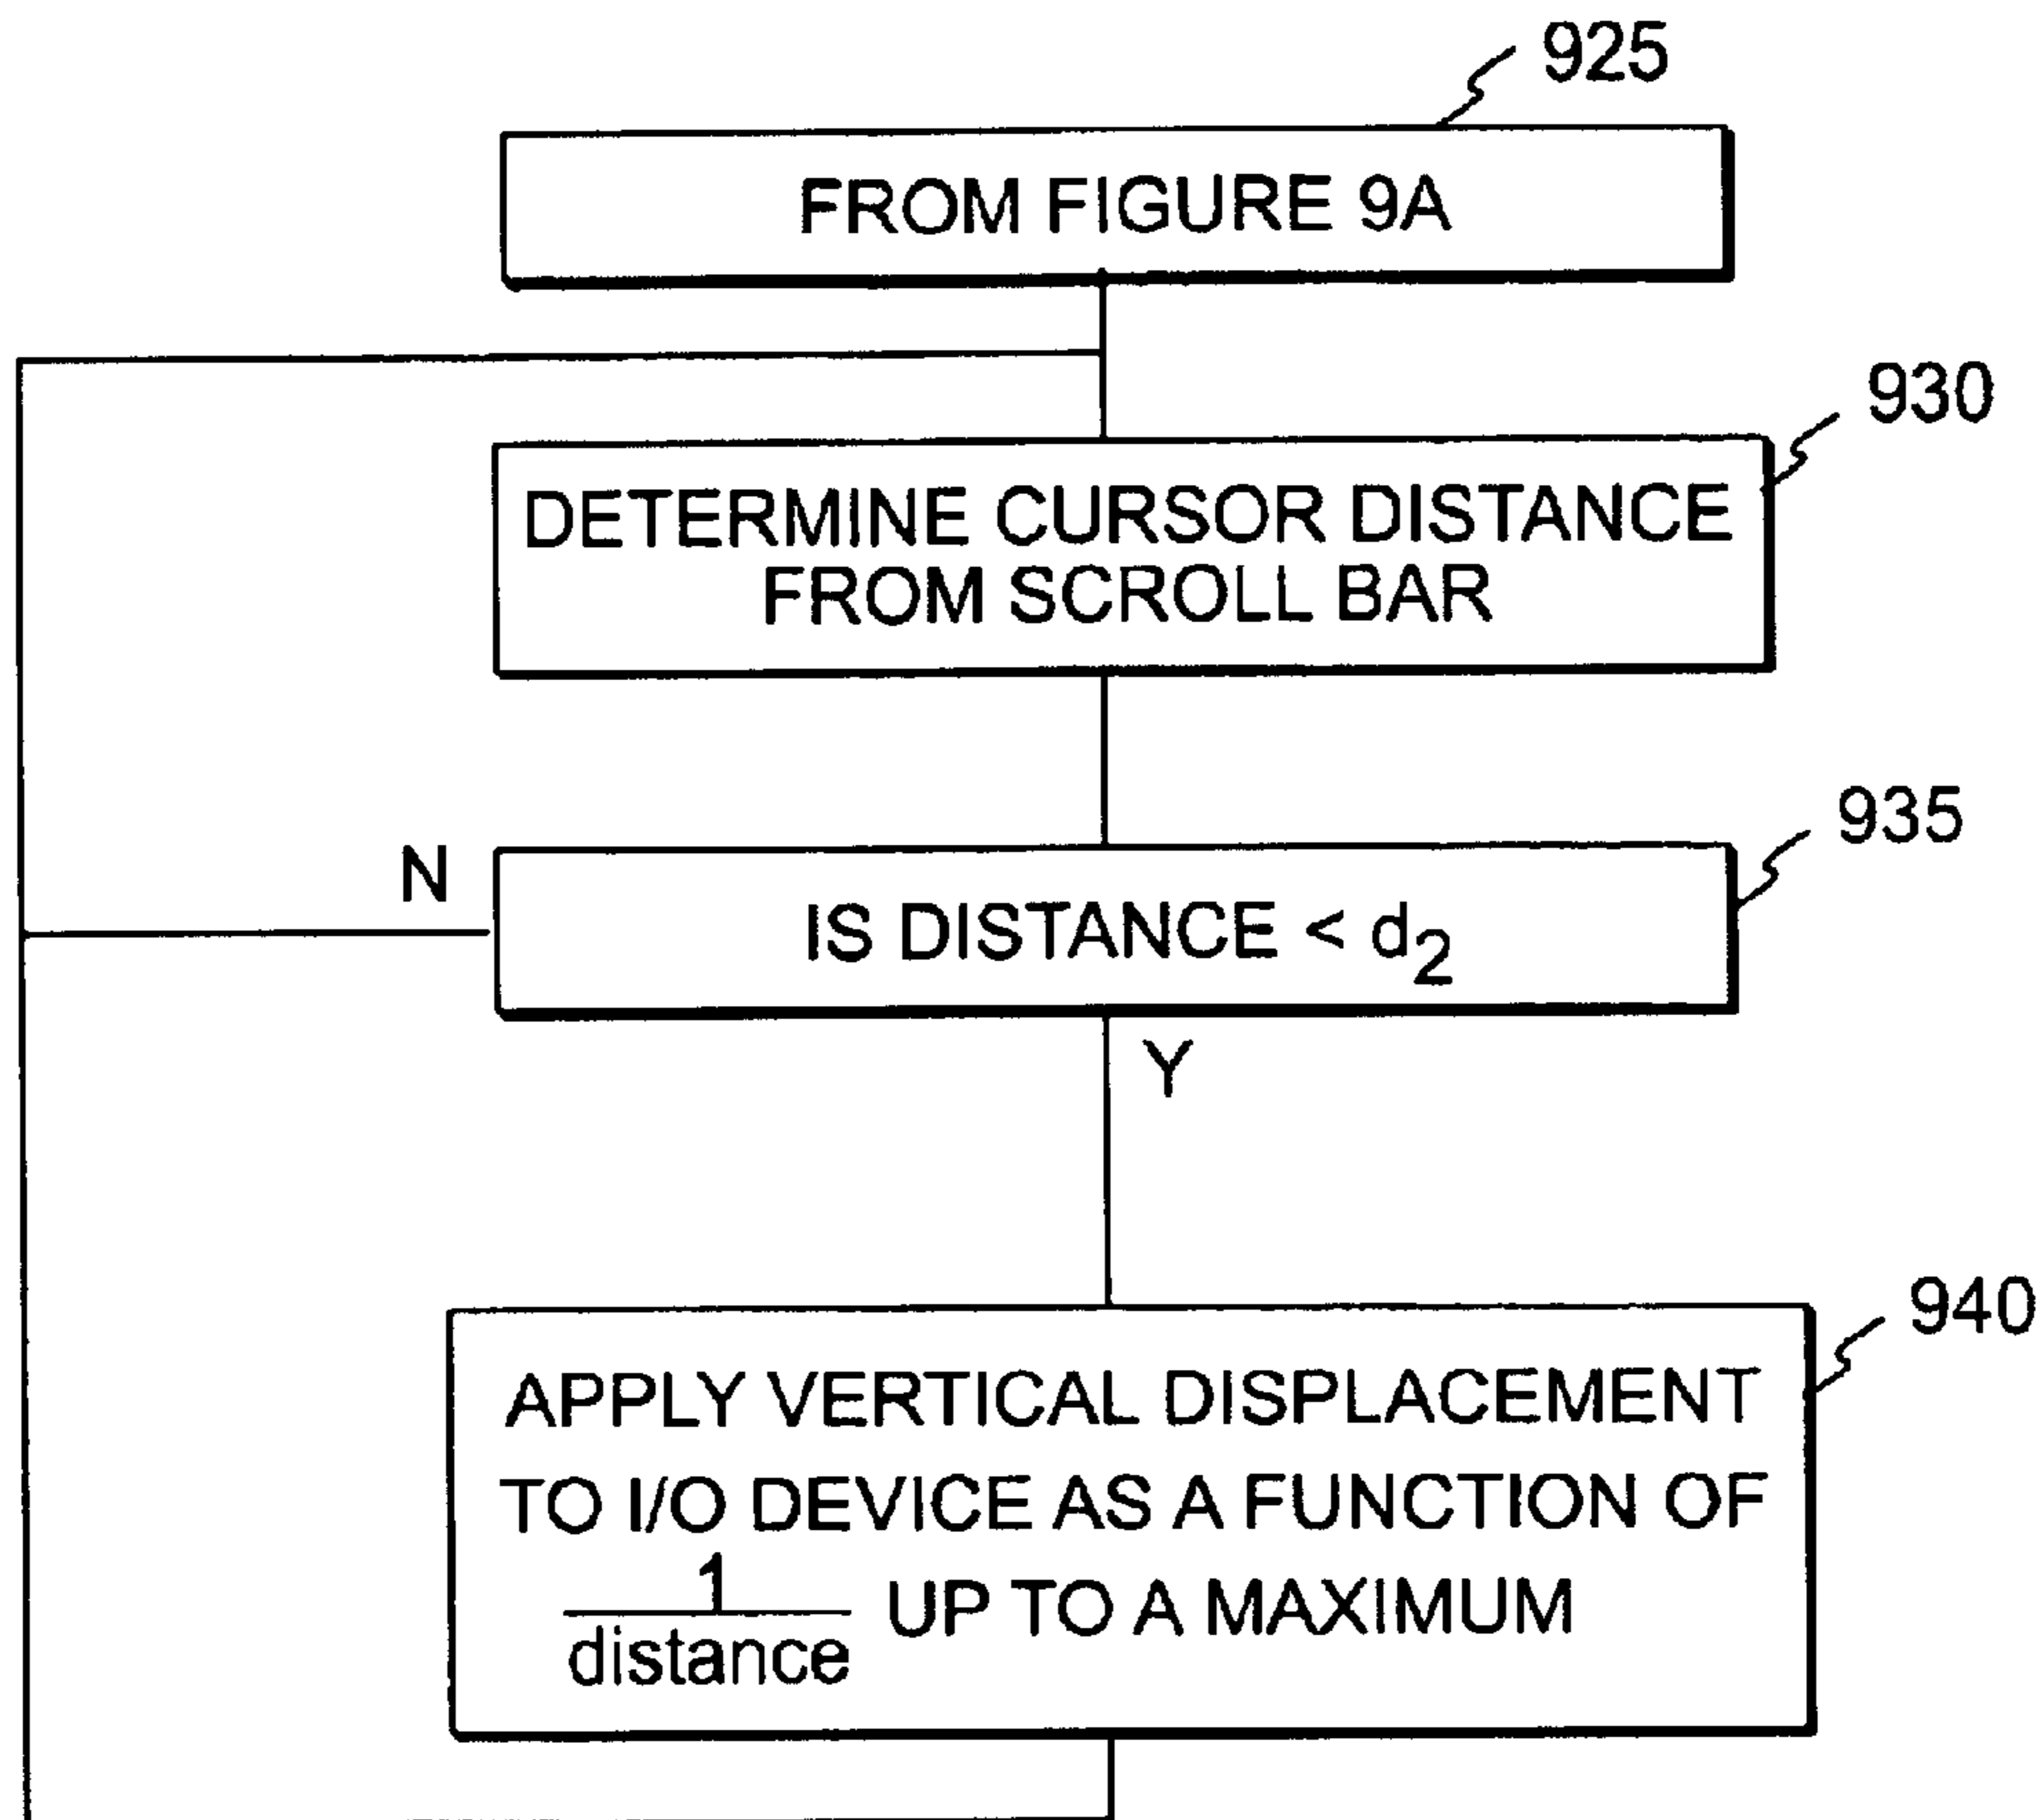 925
FROM FIGURE 9A
930
DETERMINE CURSOR DISTANCE
FROM SCROLL BAR
935
N
IS DISTANCE < d₂
Y
940
APPLY VERTICAL DISPLACEMENT
TO I/O DEVICE AS A FUNCTION OF
1
distance UP TO A MAXIMUM